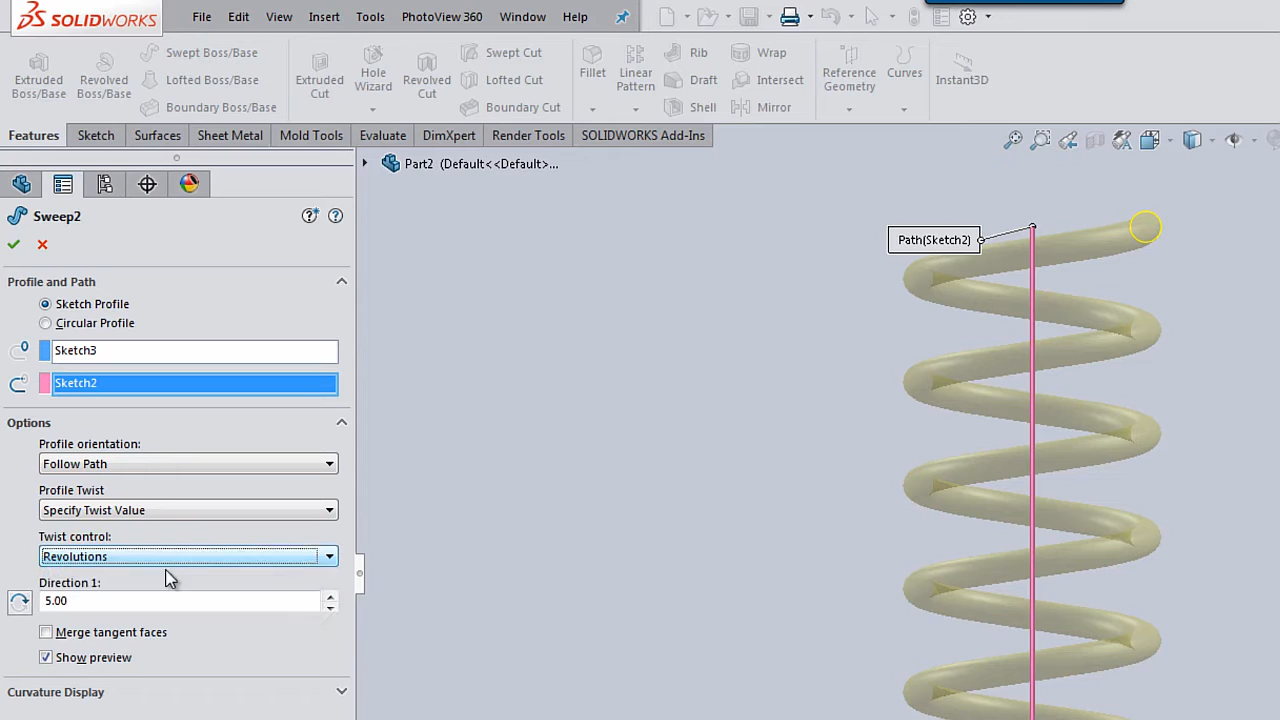 SOLIDWORKS File Edit View Insert Tools PhotoView 360 Window Help
Extruded Boss/Base
Revolved Boss/Base
Swept Boss/Base
Lofted Boss/Base
Boundary Boss/Base
Extruded Cut
Hole Wizard
Revolved Cut
Swept Cut
Lofted Cut
Boundary Cut
Fillet
Linear Pattern
Rib
Draft
Shell
Wrap
Intersect
Mirror
Reference Geometry
Curves
Instant3D
Features Sketch Surfaces Sheet Metal Mold Tools Evaluate DimXpert Render Tools SOLIDWORKS Add-Ins
Part2 (Default<<Default>...
Sweep2
Profile and Path
Sketch Profile
Circular Profile
Sketch3
Sketch2
Options
Profile orientation:
Follow Path
Profile Twist
Specify Twist Value
Twist control:
Revolutions
Direction 1:
5.00
Merge tangent faces
Show preview
Curvature Display
Path(Sketch2)